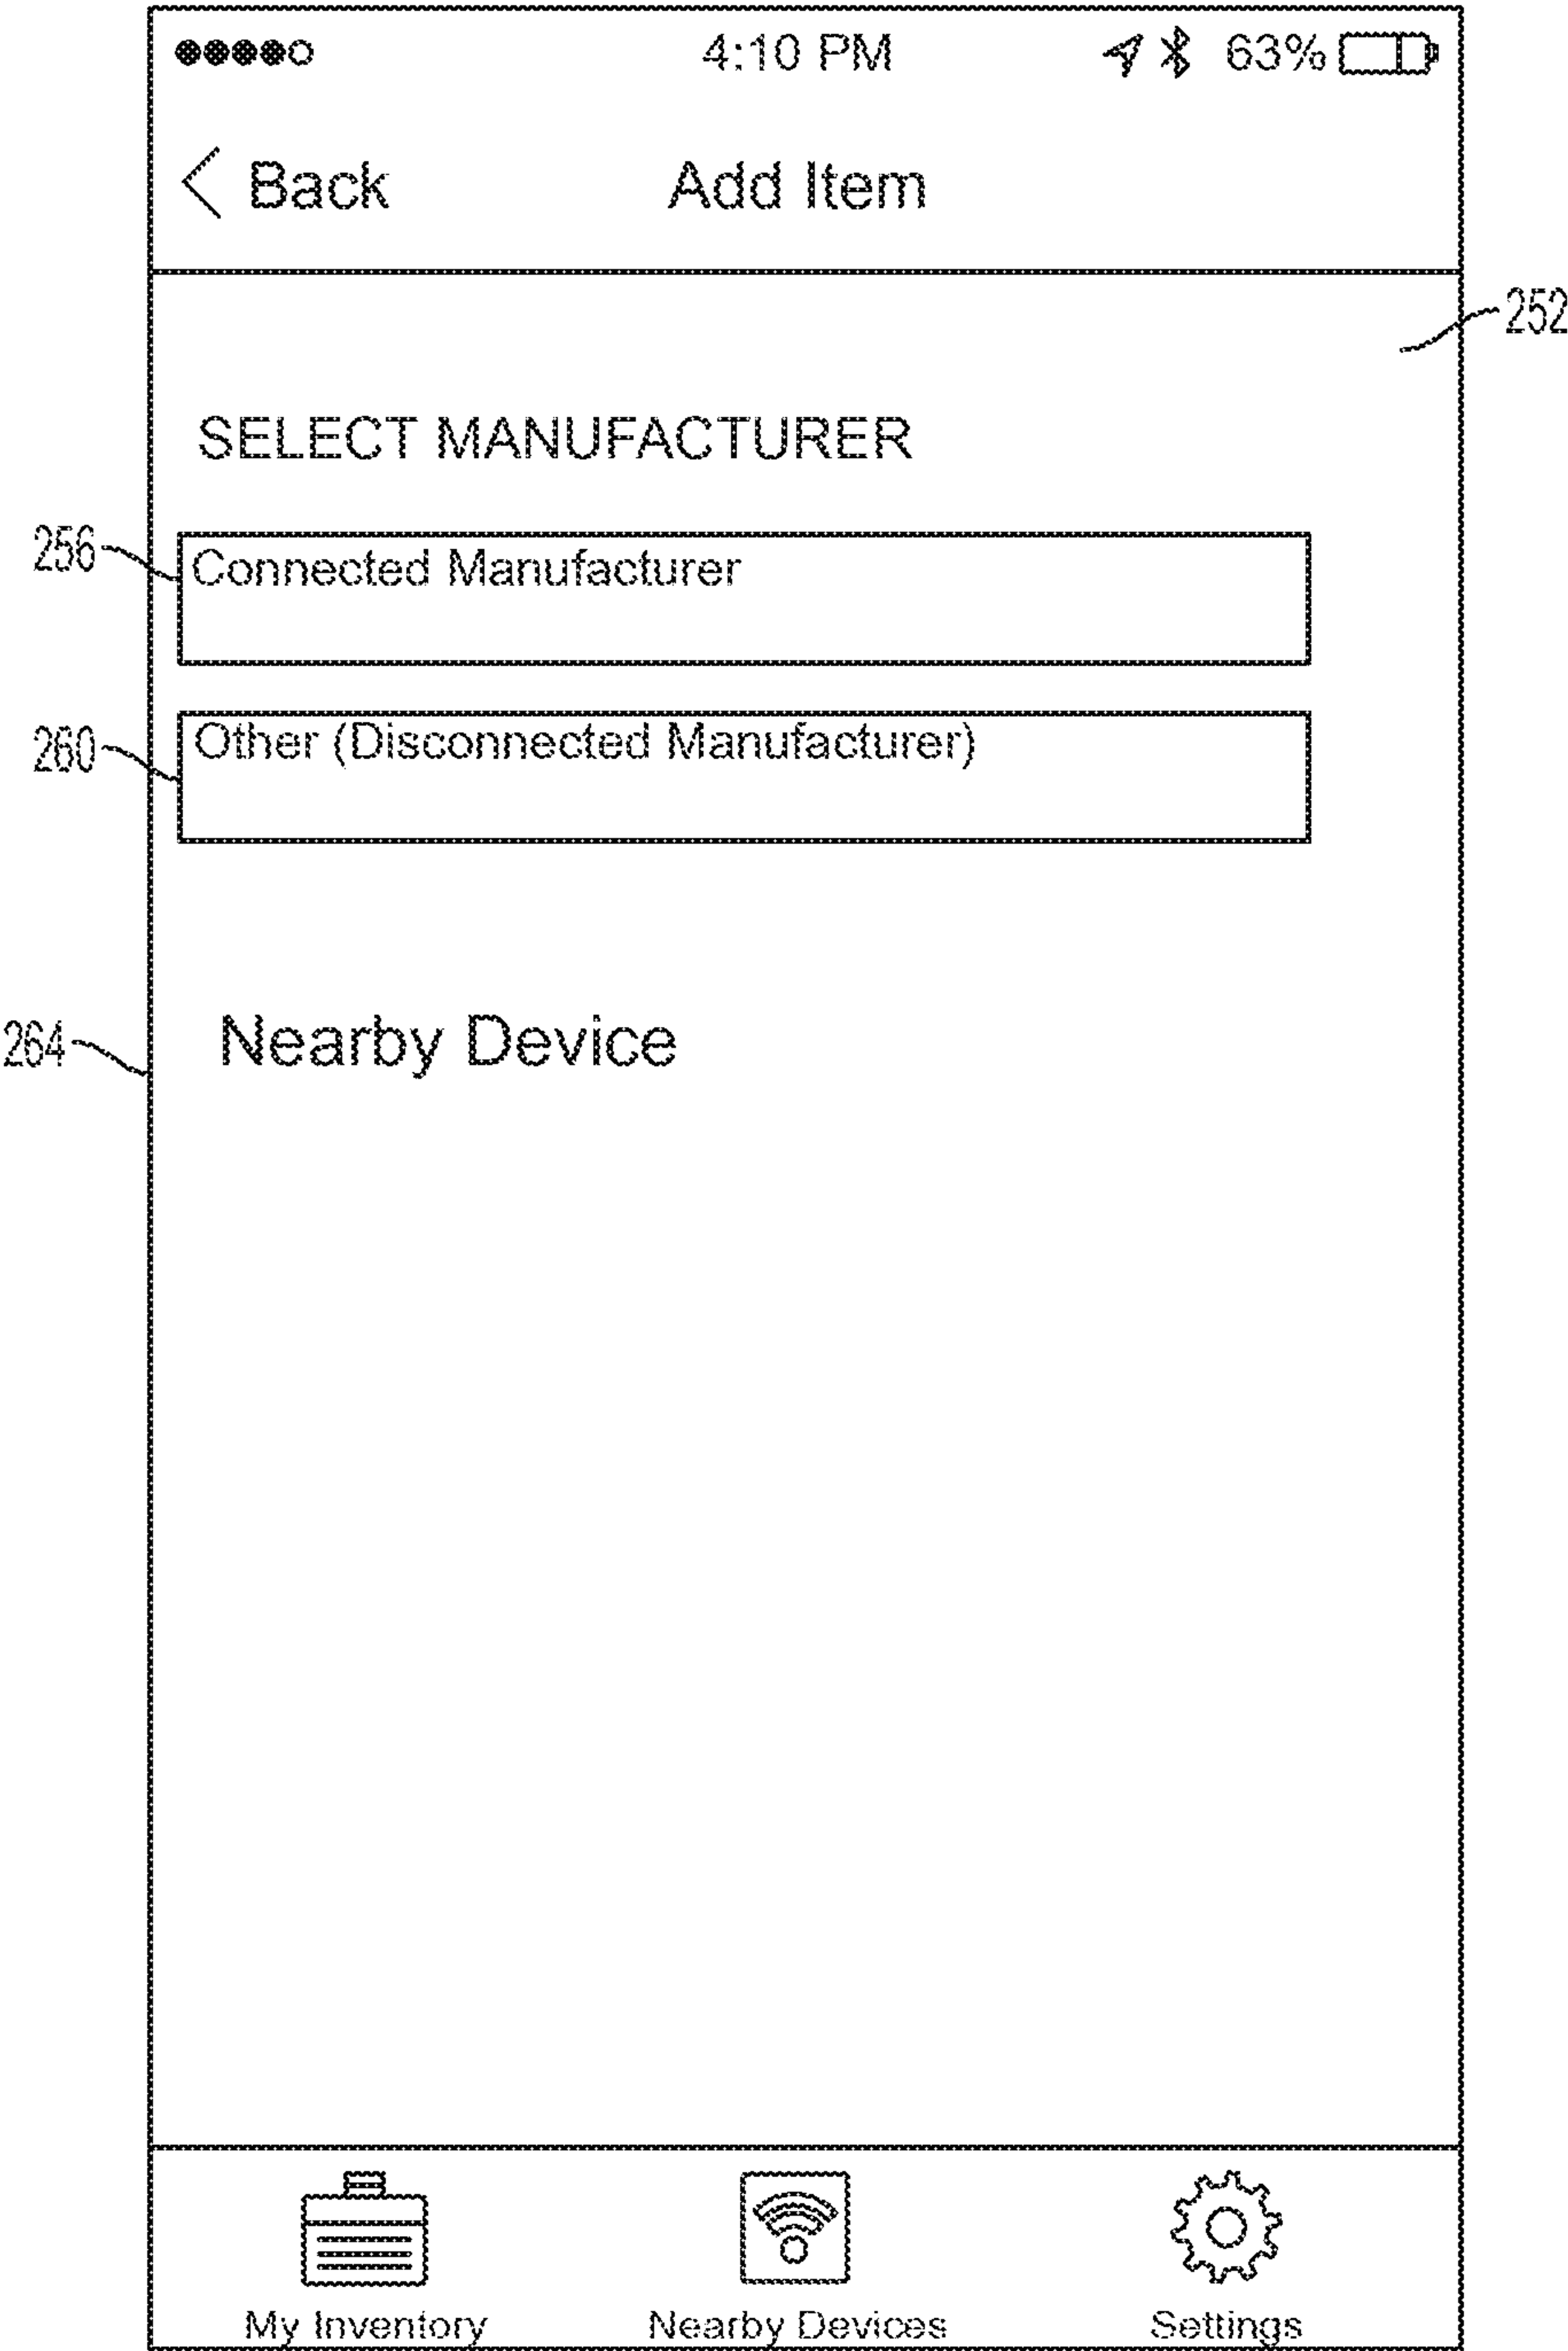 4:10 PM 63%
Back Add Item
252
SELECT MANUFACTURER
256 Connected Manufacturer
260 Other (Disconnected Manufacturer)
264 Nearby Device
My Inventory Nearby Devices Settings